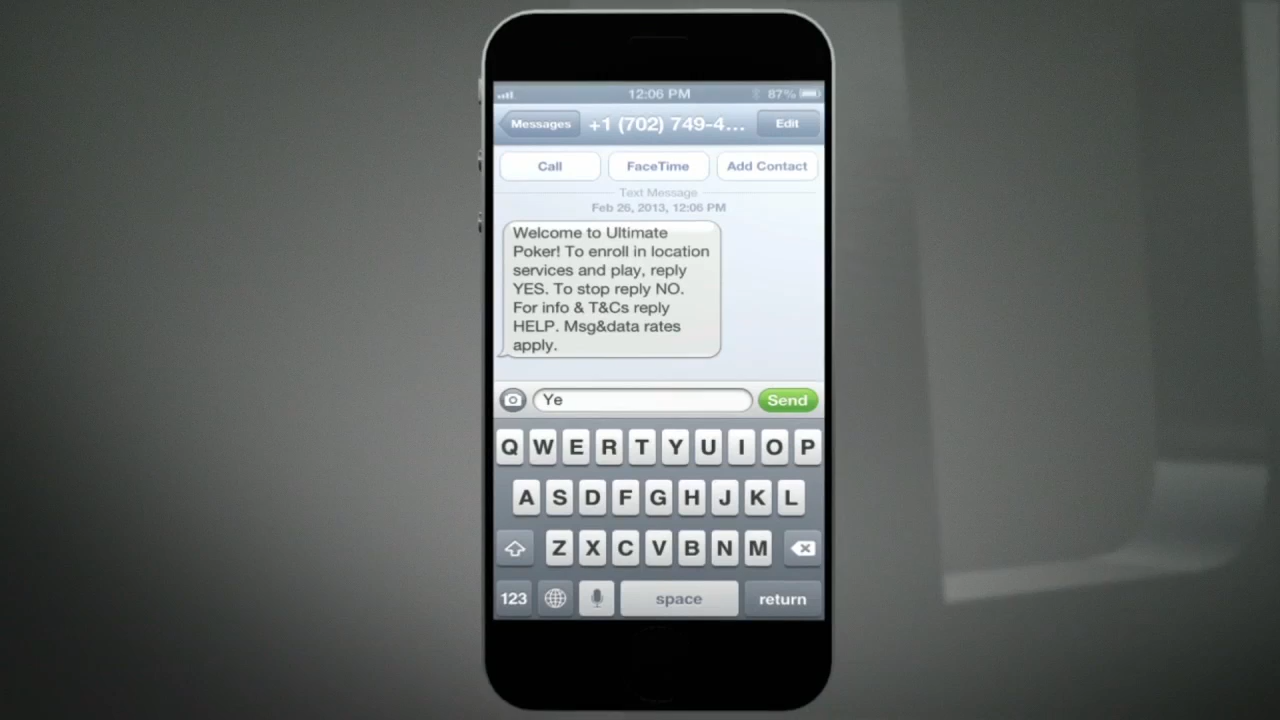 12:06 PM 87%
Messages +1 (702) 749-4... Edit
Call FaceTime Add Contact
Text Message
Feb 26, 2013, 12:06 PM
Welcome to Ultimate
Poker! To enroll in location
services and play, reply
YES. To stop reply NO.
For info & T&Cs reply
HELP. Msg&data rates
apply.
Ye Send
Q W E R T Y U I O P
A S D F G H J K L
Z X C V B N M
123 space return